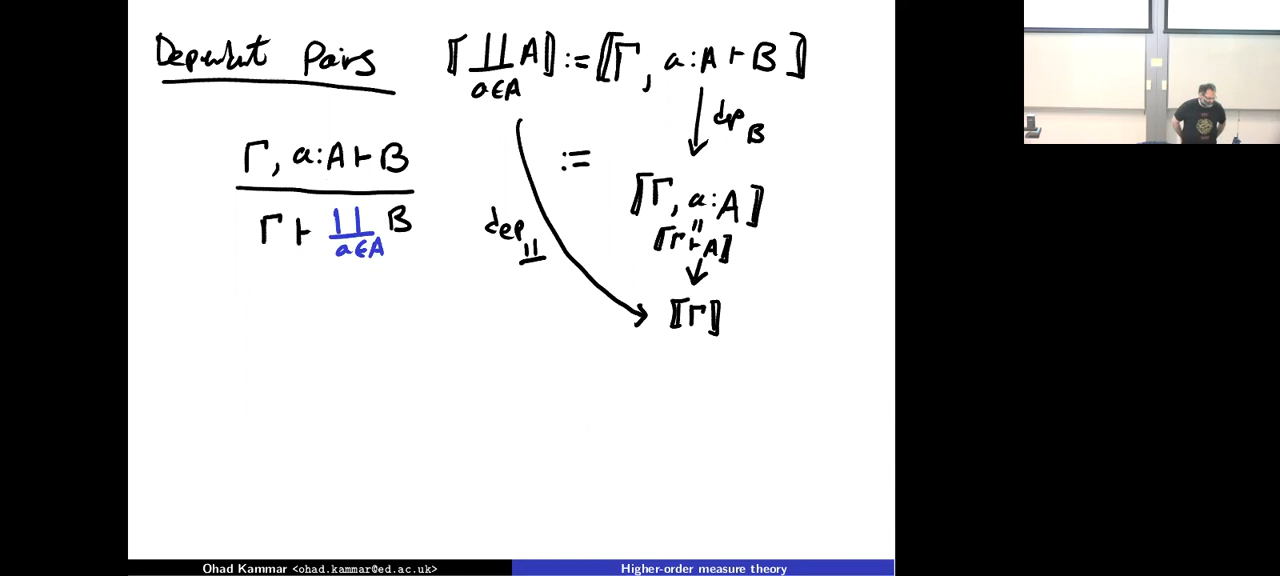 Dependent Pairs
Γ, a:A ⊢ B
Γ ⊢ ∐ B
a∈A
⟦∐ A⟧ := ⟦Γ, a:A ⊢ B⟧
a∈A
dep_B
:=
⟦Γ, a:A⟧
"
⟦Γ ⊢ A⟧
dep_∐
⟦Γ⟧
Ohad Kammar <ohad.kammar@ed.ac.uk>
Higher-order measure theory